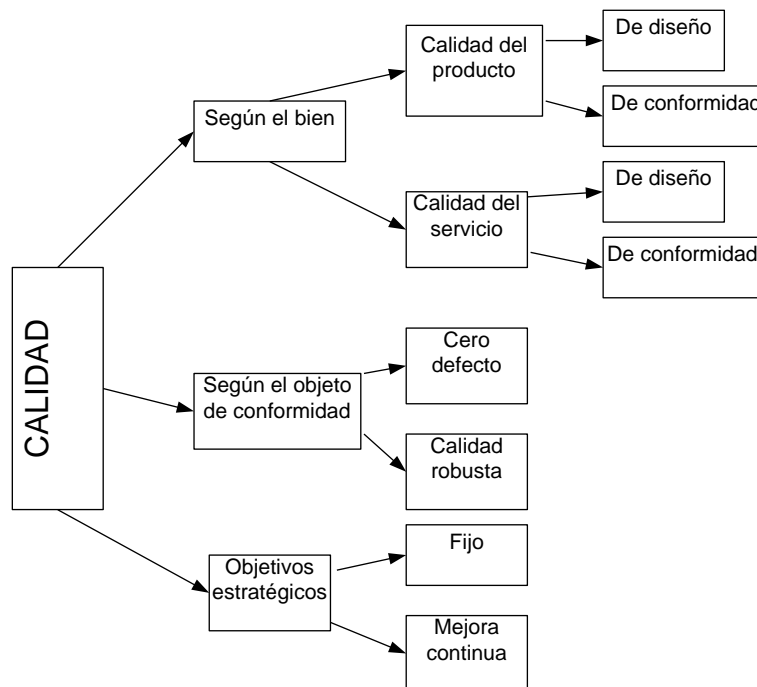 CALIDAD
Según el bien
Calidad del
producto
De diseño
De conformidad
Calidad del
servicio
De diseño
De conformidad
Según el objeto
de conformidad
Cero
defecto
Calidad
robusta
Objetivos
estratégicos
Fijo
Mejora
continua